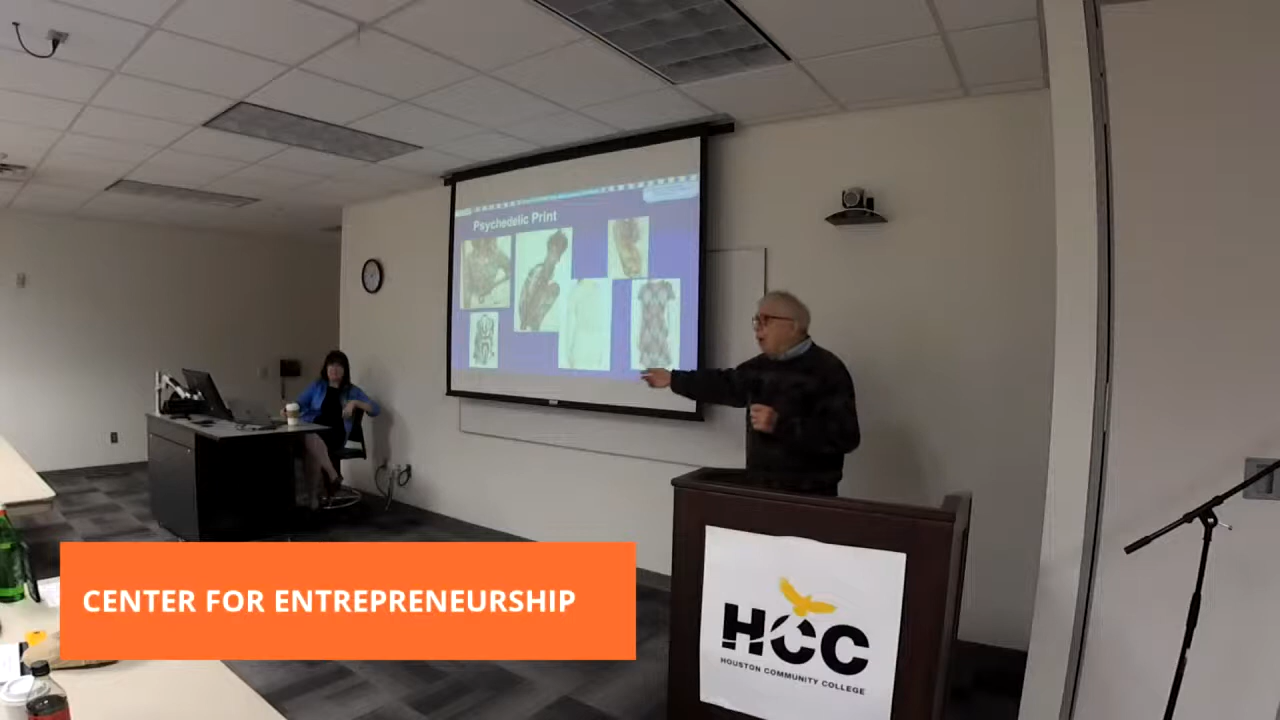 Psychedelic Print
CENTER FOR ENTREPRENEURSHIP
HCC
HOUSTON COMMUNITY COLLEGE